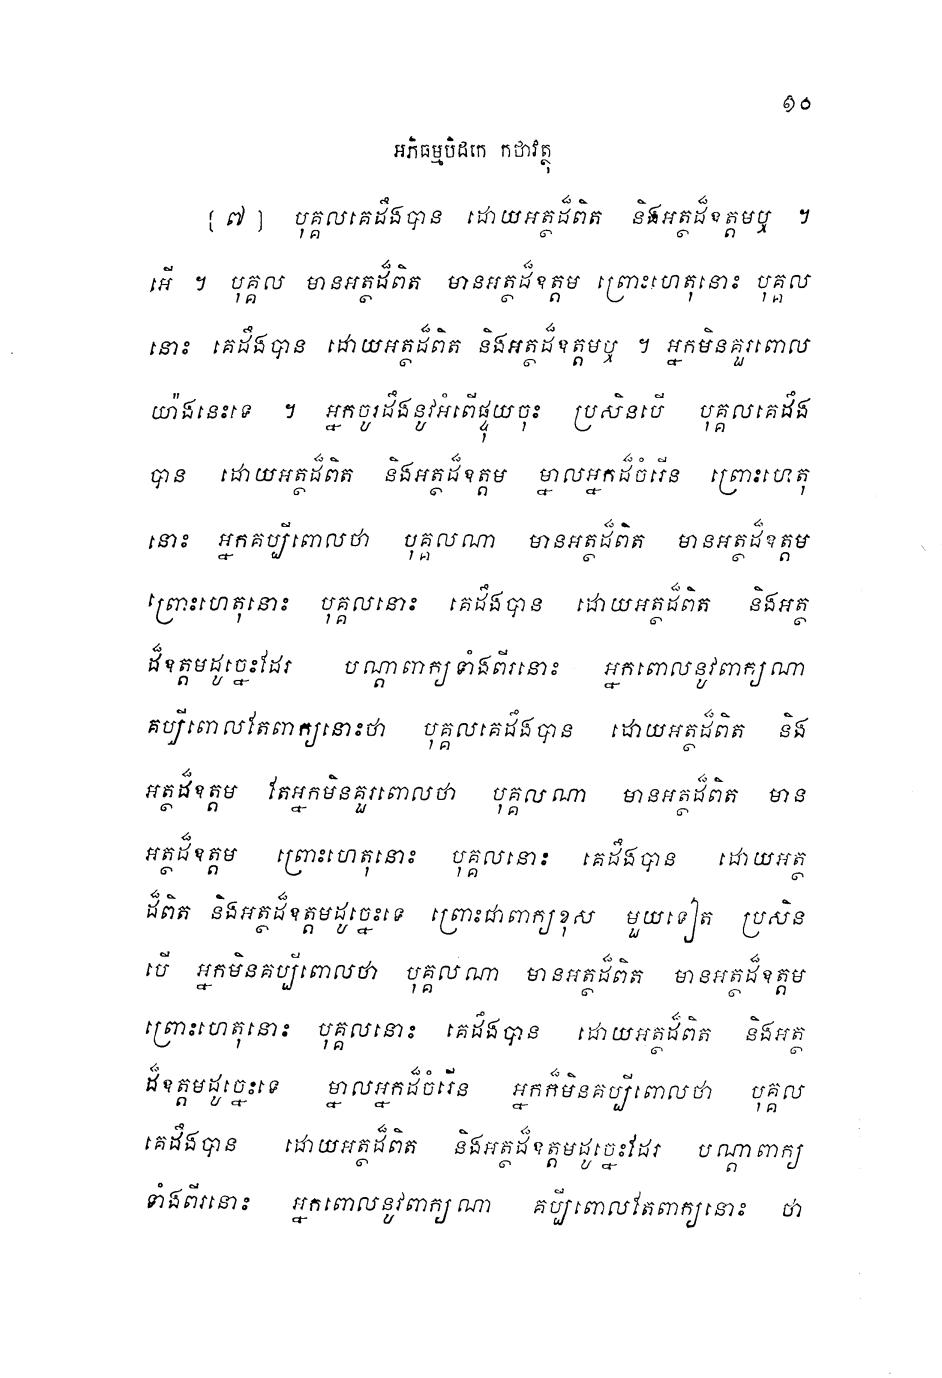 ១០
អភិធម្មបិដកេ កថាវត្ថុ
[ ៧ ] បុគ្គលគេដឹងបាន ដោយអត្ថដ៏ពិត និងអត្ថដ៏ឧត្តមឬ ។
អើ ។ បុគ្គល មានអត្ថដ៏ពិត មានអត្ថដ៏ឧត្តម ព្រោះហេតុនោះ បុគ្គល
នោះ គេដឹងបាន ដោយអត្ថដ៏ពិត និងអត្ថដ៏ឧត្តមឬ ។ អ្នកមិនគួរពោល
យ៉ាងនេះទេ ។ អ្នកចូរដឹងនូវអំពើផ្ទុយចុះ ប្រសិនបើ បុគ្គលគេដឹង
បាន ដោយអត្ថដ៏ពិត និងអត្ថដ៏ឧត្តម ម្នាលអ្នកដ៏ចំរើន ព្រោះហេតុ
នោះ អ្នកគប្បីពោលថា បុគ្គលណា មានអត្ថដ៏ពិត មានអត្ថដ៏ឧត្តម
ព្រោះហេតុនោះ បុគ្គលនោះ គេដឹងបាន ដោយអត្ថដ៏ពិត និងអត្ថ
ដ៏ឧត្តមដូច្នេះដែរ បណ្តាពាក្យទាំងពីរនោះ អ្នកពោលនូវពាក្យណា
គប្បីពោលតែពាក្យនោះថា បុគ្គលគេដឹងបាន ដោយអត្ថដ៏ពិត និង
អត្ថដ៏ឧត្តម តែអ្នកមិនគួរពោលថា បុគ្គលណា មានអត្ថដ៏ពិត មាន
អត្ថដ៏ឧត្តម ព្រោះហេតុនោះ បុគ្គលនោះ គេដឹងបាន ដោយអត្ថ
ដ៏ពិត និងអត្ថដ៏ឧត្តមដូច្នេះទេ ព្រោះជាពាក្យខុស មួយទៀត ប្រសិន
បើ អ្នកមិនគប្បីពោលថា បុគ្គលណា មានអត្ថដ៏ពិត មានអត្ថដ៏ឧត្តម
ព្រោះហេតុនោះ បុគ្គលនោះ គេដឹងបាន ដោយអត្ថដ៏ពិត និងអត្ថ
ដ៏ឧត្តមដូច្នេះទេ ម្នាលអ្នកដ៏ចំរើន អ្នកក៏មិនគប្បីពោលថា បុគ្គល
គេដឹងបាន ដោយអត្ថដ៏ពិត និងអត្ថដ៏ឧត្តមដូច្នេះដែរ បណ្តាពាក្យ
ទាំងពីរនោះ អ្នកពោលនូវពាក្យណា គប្បីពោលតែពាក្យនោះ ថា